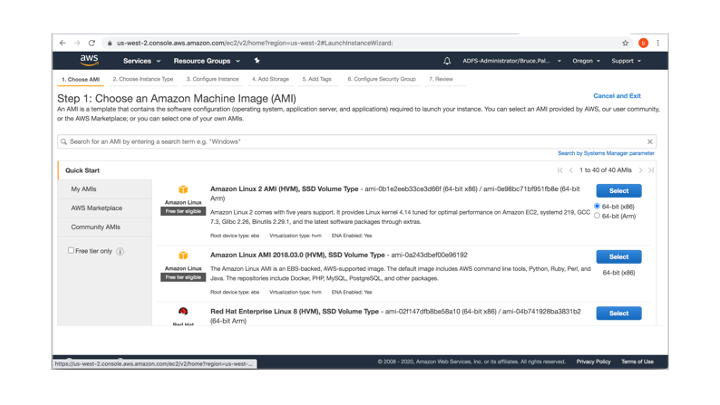 us-west-2.console.aws.amazon.com/ec2/v2/home?region=us-west-2#LaunchInstanceWizard:
aws Services Resource Groups ADFS-Administrator/Bruce.Pal... Oregon Support
1. Choose AMI 2. Choose Instance Type 3. Configure Instance 4. Add Storage 5. Add Tags 6. Configure Security Group 7. Review
Step 1: Choose an Amazon Machine Image (AMI) Cancel and Exit
An AMI is a template that contains the software configuration (operating system, application server, and applications) required to launch your instance. You can select an AMI provided by AWS, our user community,
or the AWS Marketplace; or you can select one of your own AMIs.
Search for an AMI by entering a search term e.g. "Windows"
Search by Systems Manager parameter
Quick Start 1 to 40 of 40 AMIs
My AMIs
AWS Marketplace
Community AMIs
Free tier only
Amazon Linux
Free tier eligible
Amazon Linux 2 AMI (HVM), SSD Volume Type - ami-0b1e2eeb33ce3d66f (64-bit x86) / ami-0e98bc71bf951fb8e (64-bit
Arm)
Amazon Linux 2 comes with five years support. It provides Linux kernel 4.14 tuned for optimal performance on Amazon EC2, systemd 219, GCC
7.3, Glibc 2.26, Binutils 2.29.1, and the latest software packages through extras.
Root device type: ebs Virtualization type: hvm ENA Enabled: Yes
Select
64-bit (x86)
64-bit (Arm)
Amazon Linux
Free tier eligible
Amazon Linux AMI 2018.03.0 (HVM), SSD Volume Type - ami-0a243dbef00e96192
The Amazon Linux AMI is an EBS-backed, AWS-supported image. The default image includes AWS command line tools, Python, Ruby, Perl, and
Java. The repositories include Docker, PHP, MySQL, PostgreSQL, and other packages.
Root device type: ebs Virtualization type: hvm ENA Enabled: Yes
Select
64-bit (x86)
Red Hat
Red Hat Enterprise Linux 8 (HVM), SSD Volume Type - ami-02f147dfb8be58a10 (64-bit x86) / ami-04b741928ba3831b2
(64-bit Arm)
Select
https://us-west-2.console.aws.amazon.com/ec2/v2/home?region=us-west-...
© 2008 - 2020, Amazon Web Services, Inc. or its affiliates. All rights reserved. Privacy Policy Terms of Use